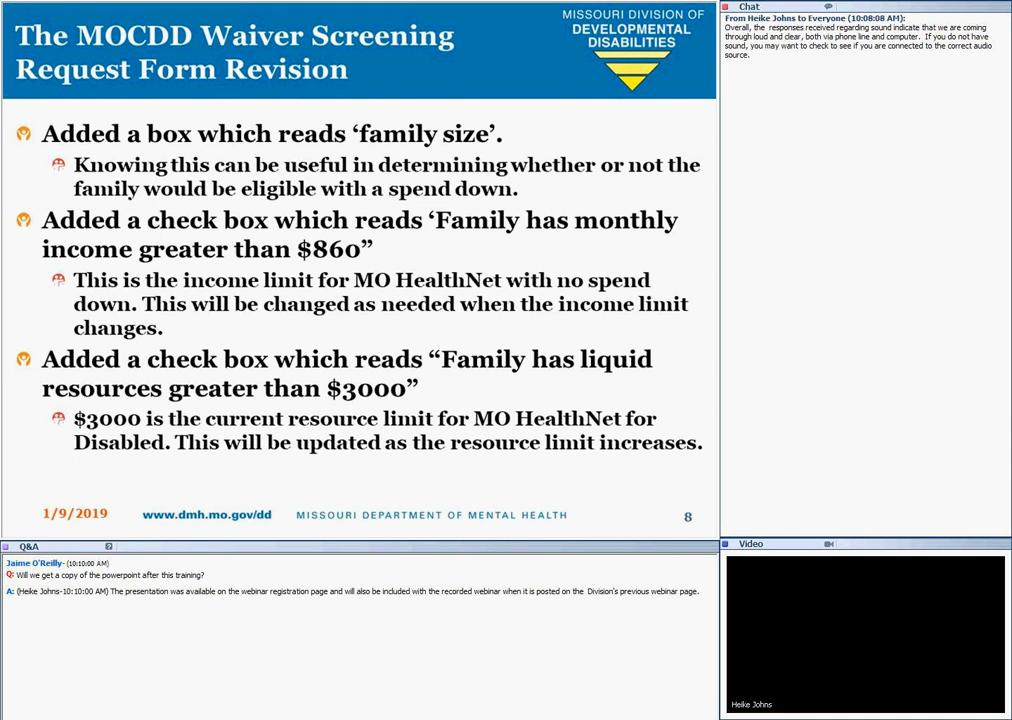 The MOCDD Waiver Screening
Request Form Revision
MISSOURI DIVISION OF
DEVELOPMENTAL
DISABILITIES
Added a box which reads ‘family size’.
Knowing this can be useful in determining whether or not the
family would be eligible with a spend down.
Added a check box which reads ‘Family has monthly
income greater than $860”
This is the income limit for MO HealthNet with no spend
down. This will be changed as needed when the income limit
changes.
Added a check box which reads “Family has liquid
resources greater than $3000”
$3000 is the current resource limit for MO HealthNet for
Disabled. This will be updated as the resource limit increases.
1/9/2019
www.dmh.mo.gov/dd
MISSOURI DEPARTMENT OF MENTAL HEALTH
8
Chat
From Heike Johns to Everyone (10:08:08 AM):
Overall, the responses received regarding sound indicate that we are coming
through loud and clear, both via phone line and computer. If you do not have
sound, you may want to check to see if you are connected to the correct audio
source.
Q&A
Jaime O'Reilly- (10:10:00 AM)
Q: Will we get a copy of the powerpoint after this training?
A: (Heike Johns-10:10:00 AM) The presentation was available on the webinar registration page and will also be included with the recorded webinar when it is posted on the Division's previous webinar page.
Video
Heike Johns